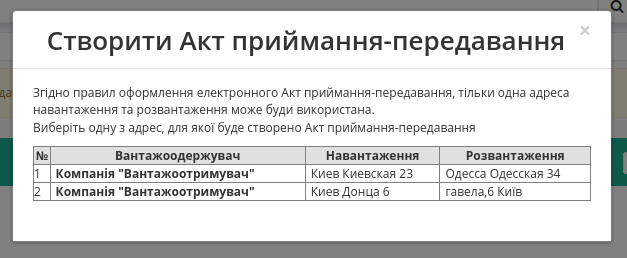 Створити Акт приймання-передавання
×
Згідно правил оформлення електронного Акт приймання-передавання, тільки одна адреса
навантаження та розвантаження може буди використана.
Виберіть одну з адрес, для якої буде створено Акт приймання-передавання
№ Вантажоодержувач Навантаження Розвантаження
1 Компанія "Вантажоотримувач" Киев Киевская 23 Одесса Одесская 34
2 Компанія "Вантажоотримувач" Киев Донца 6 гавела,6 Київ